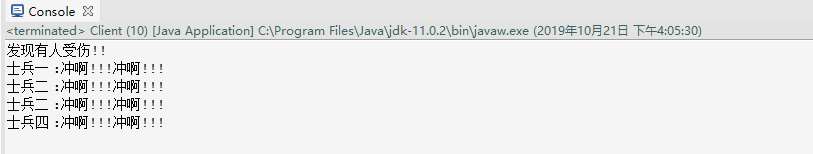 Console
<terminated> Client (10) [Java Application] C:\Program Files\Java\jdk-11.0.2\bin\javaw.exe (2019年10月21日 下午4:05:30)
发现有人受伤!!
士兵一 :冲啊!!!冲啊!!!
士兵二 :冲啊!!!冲啊!!!
士兵二 :冲啊!!!冲啊!!!
士兵四 :冲啊!!!冲啊!!!